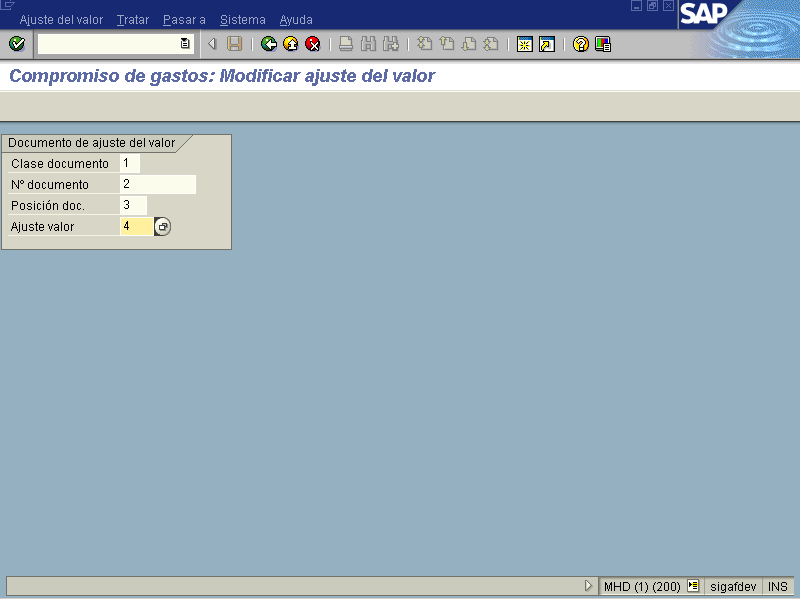 Ajuste del valor Tratar Pasar a Sistema Ayuda
SAP
Compromiso de gastos: Modificar ajuste del valor
Documento de ajuste del valor
Clase documento 1
Nº documento 2
Posición doc. 3
Ajuste valor 4
MHD (1) (200) sigafdev INS